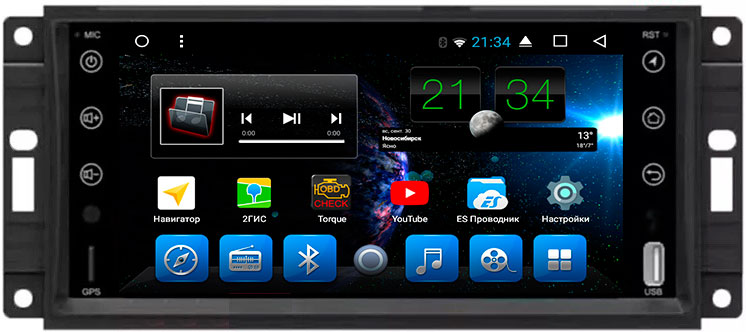 MIC
RST
21:34
21 34
0:00 0:00
вс, сент. 30
Новосибирск
Ясно
13°
18°/7°
OBD
CHECK
ES
Навигатор
2ГИС
Torque
YouTube
ES Проводник
Настройки
GPS
USB